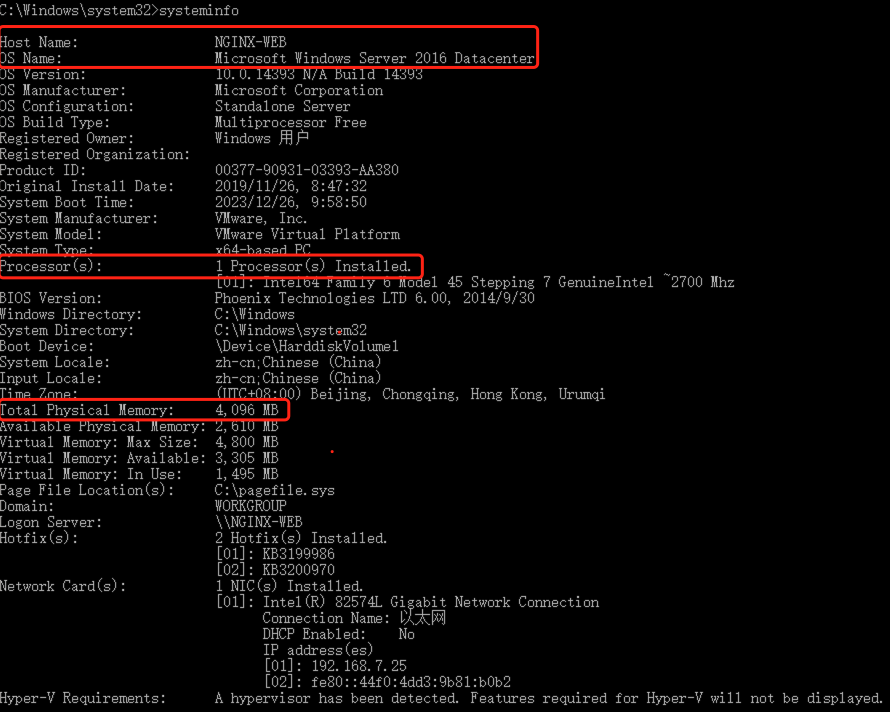 C:\Windows\system32>systeminfo
Host Name: NGINX-WEB
OS Name: Microsoft Windows Server 2016 Datacenter
OS Version: 10.0.14393 N/A Build 14393
OS Manufacturer: Microsoft Corporation
OS Configuration: Standalone Server
OS Build Type: Multiprocessor Free
Registered Owner: Windows 用户
Registered Organization:
Product ID: 00377-90931-03393-AA380
Original Install Date: 2019/11/26, 8:47:32
System Boot Time: 2023/12/26, 9:58:50
System Manufacturer: VMware, Inc.
System Model: VMware Virtual Platform
System Type: x64-based PC
Processor(s): 1 Processor(s) Installed.
[01]: Intel64 Family 6 Model 45 Stepping 7 GenuineIntel ~2700 Mhz
BIOS Version: Phoenix Technologies LTD 6.00, 2014/9/30
Windows Directory: C:\Windows
System Directory: C:\Windows\system32
Boot Device: \Device\HarddiskVolume1
System Locale: zh-cn;Chinese (China)
Input Locale: zh-cn;Chinese (China)
Time Zone: (UTC+08:00) Beijing, Chongqing, Hong Kong, Urumqi
Total Physical Memory: 4,096 MB
Available Physical Memory: 2,610 MB
Virtual Memory: Max Size: 4,800 MB
Virtual Memory: Available: 3,305 MB
Virtual Memory: In Use: 1,495 MB
Page File Location(s): C:\pagefile.sys
Domain: WORKGROUP
Logon Server: \\NGINX-WEB
Hotfix(s): 2 Hotfix(s) Installed.
[01]: KB3199986
[02]: KB3200970
Network Card(s): 1 NIC(s) Installed.
[01]: Intel(R) 82574L Gigabit Network Connection
Connection Name: 以太网
DHCP Enabled: No
IP address(es)
[01]: 192.168.7.25
[02]: fe80::44f0:4dd3:9b81:b0b2
Hyper-V Requirements: A hypervisor has been detected. Features required for Hyper-V will not be displayed.